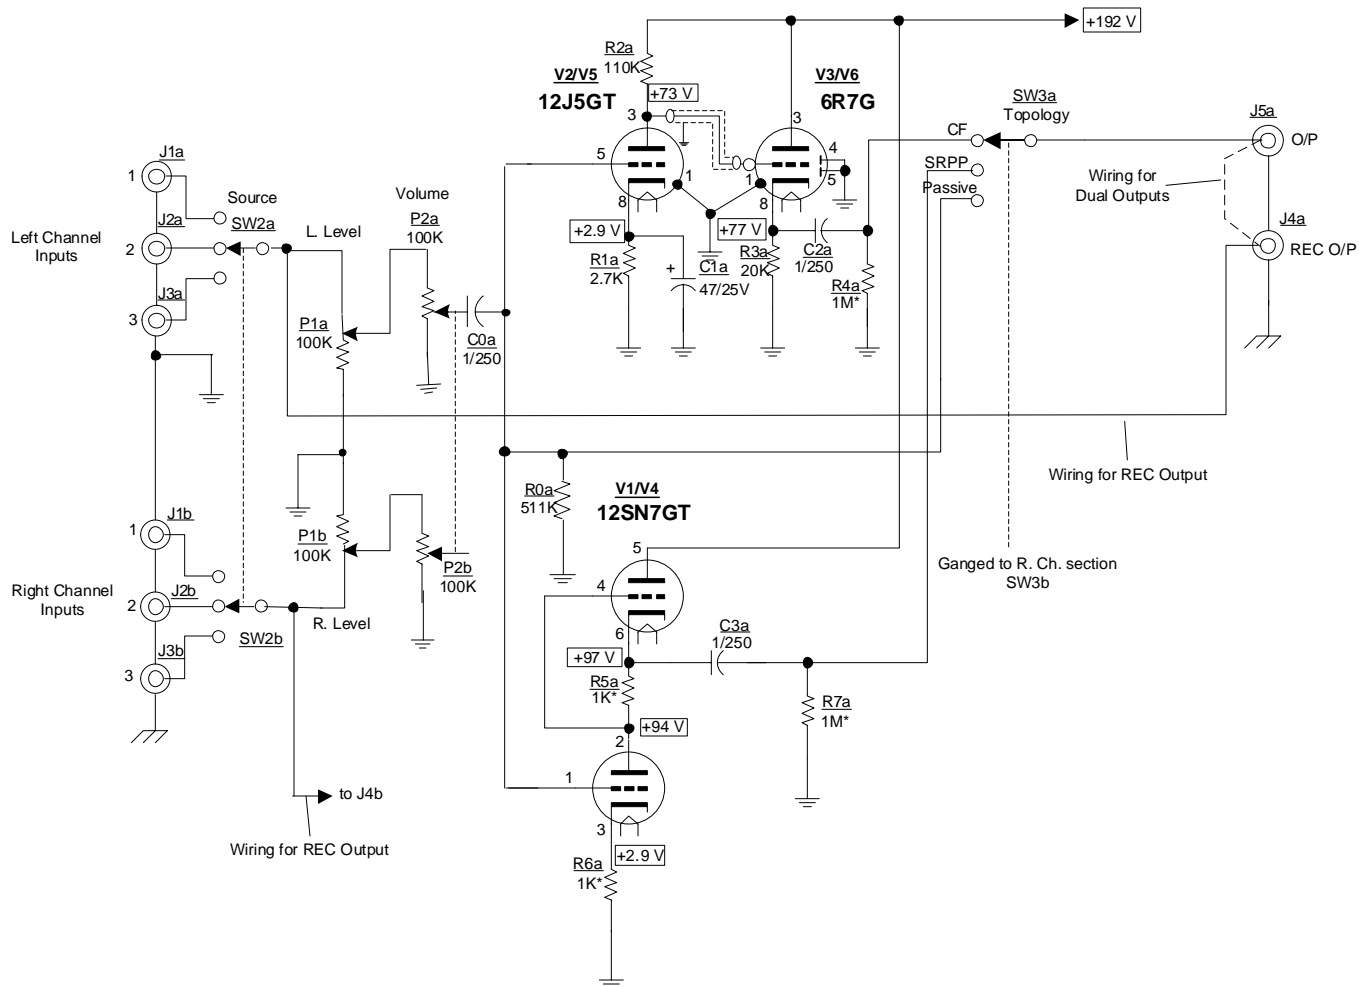 +192 V
R2a
110K
V2/V5
12J5GT
+73 V
V3/V6
6R7G
3
3
SW3a
Topology
J5a
O/P
CF
SRPP
Passive
Wiring for
Dual Outputs
J4a
REC O/P
5
1
1
4
5
8
8
+2.9 V
+77 V
R1a
2.7K
+
C1a
47/25V
R3a
20K
C2a
1/250
R4a
1M*
J1a
1
J2a
2
J3a
3
Left Channel
Inputs
Source
SW2a
L. Level
Volume
P2a
100K
P1a
100K
C0a
1/250
Wiring for REC Output
R0a
511K
V1/V4
12SN7GT
5
4
6
Ganged to R. Ch. section
SW3b
J1b
1
J2b
2
J3b
3
Right Channel
Inputs
P1b
100K
P2b
100K
R. Level
SW2b
+97 V
C3a
1/250
R5a
1K*
R7a
1M*
+94 V
2
1
3
to J4b
Wiring for REC Output
+2.9 V
R6a
1K*